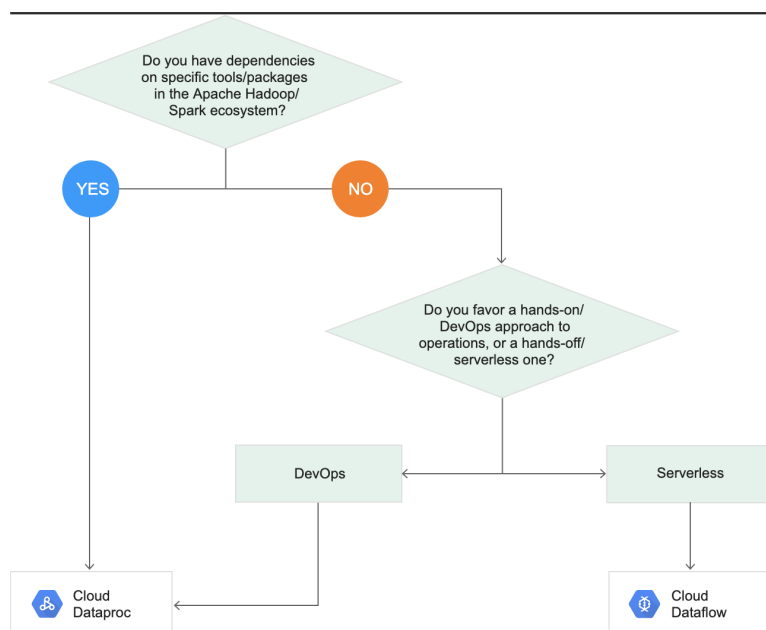 Do you have dependencies
on specific tools/packages
in the Apache Hadoop/
Spark ecosystem?
YES
NO
Do you favor a hands-on/
DevOps approach to
operations, or a hands-off/
serverless one?
DevOps
Serverless
Cloud
Dataproc
Cloud
Dataflow